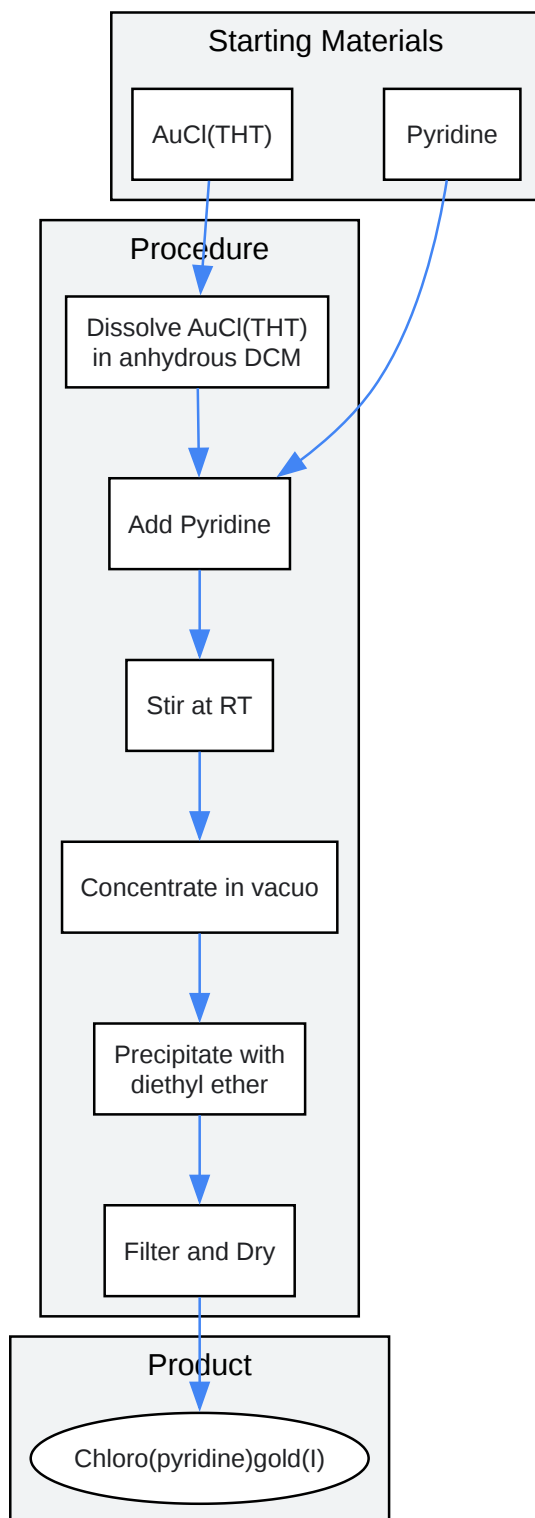 Starting Materials
AuCl(THT)
Pyridine
Procedure
Dissolve AuCl(THT)
in anhydrous DCM
Add Pyridine
Stir at RT
Concentrate in vacuo
Precipitate with
diethyl ether
Filter and Dry
Product
Chloro(pyridine)gold(I)